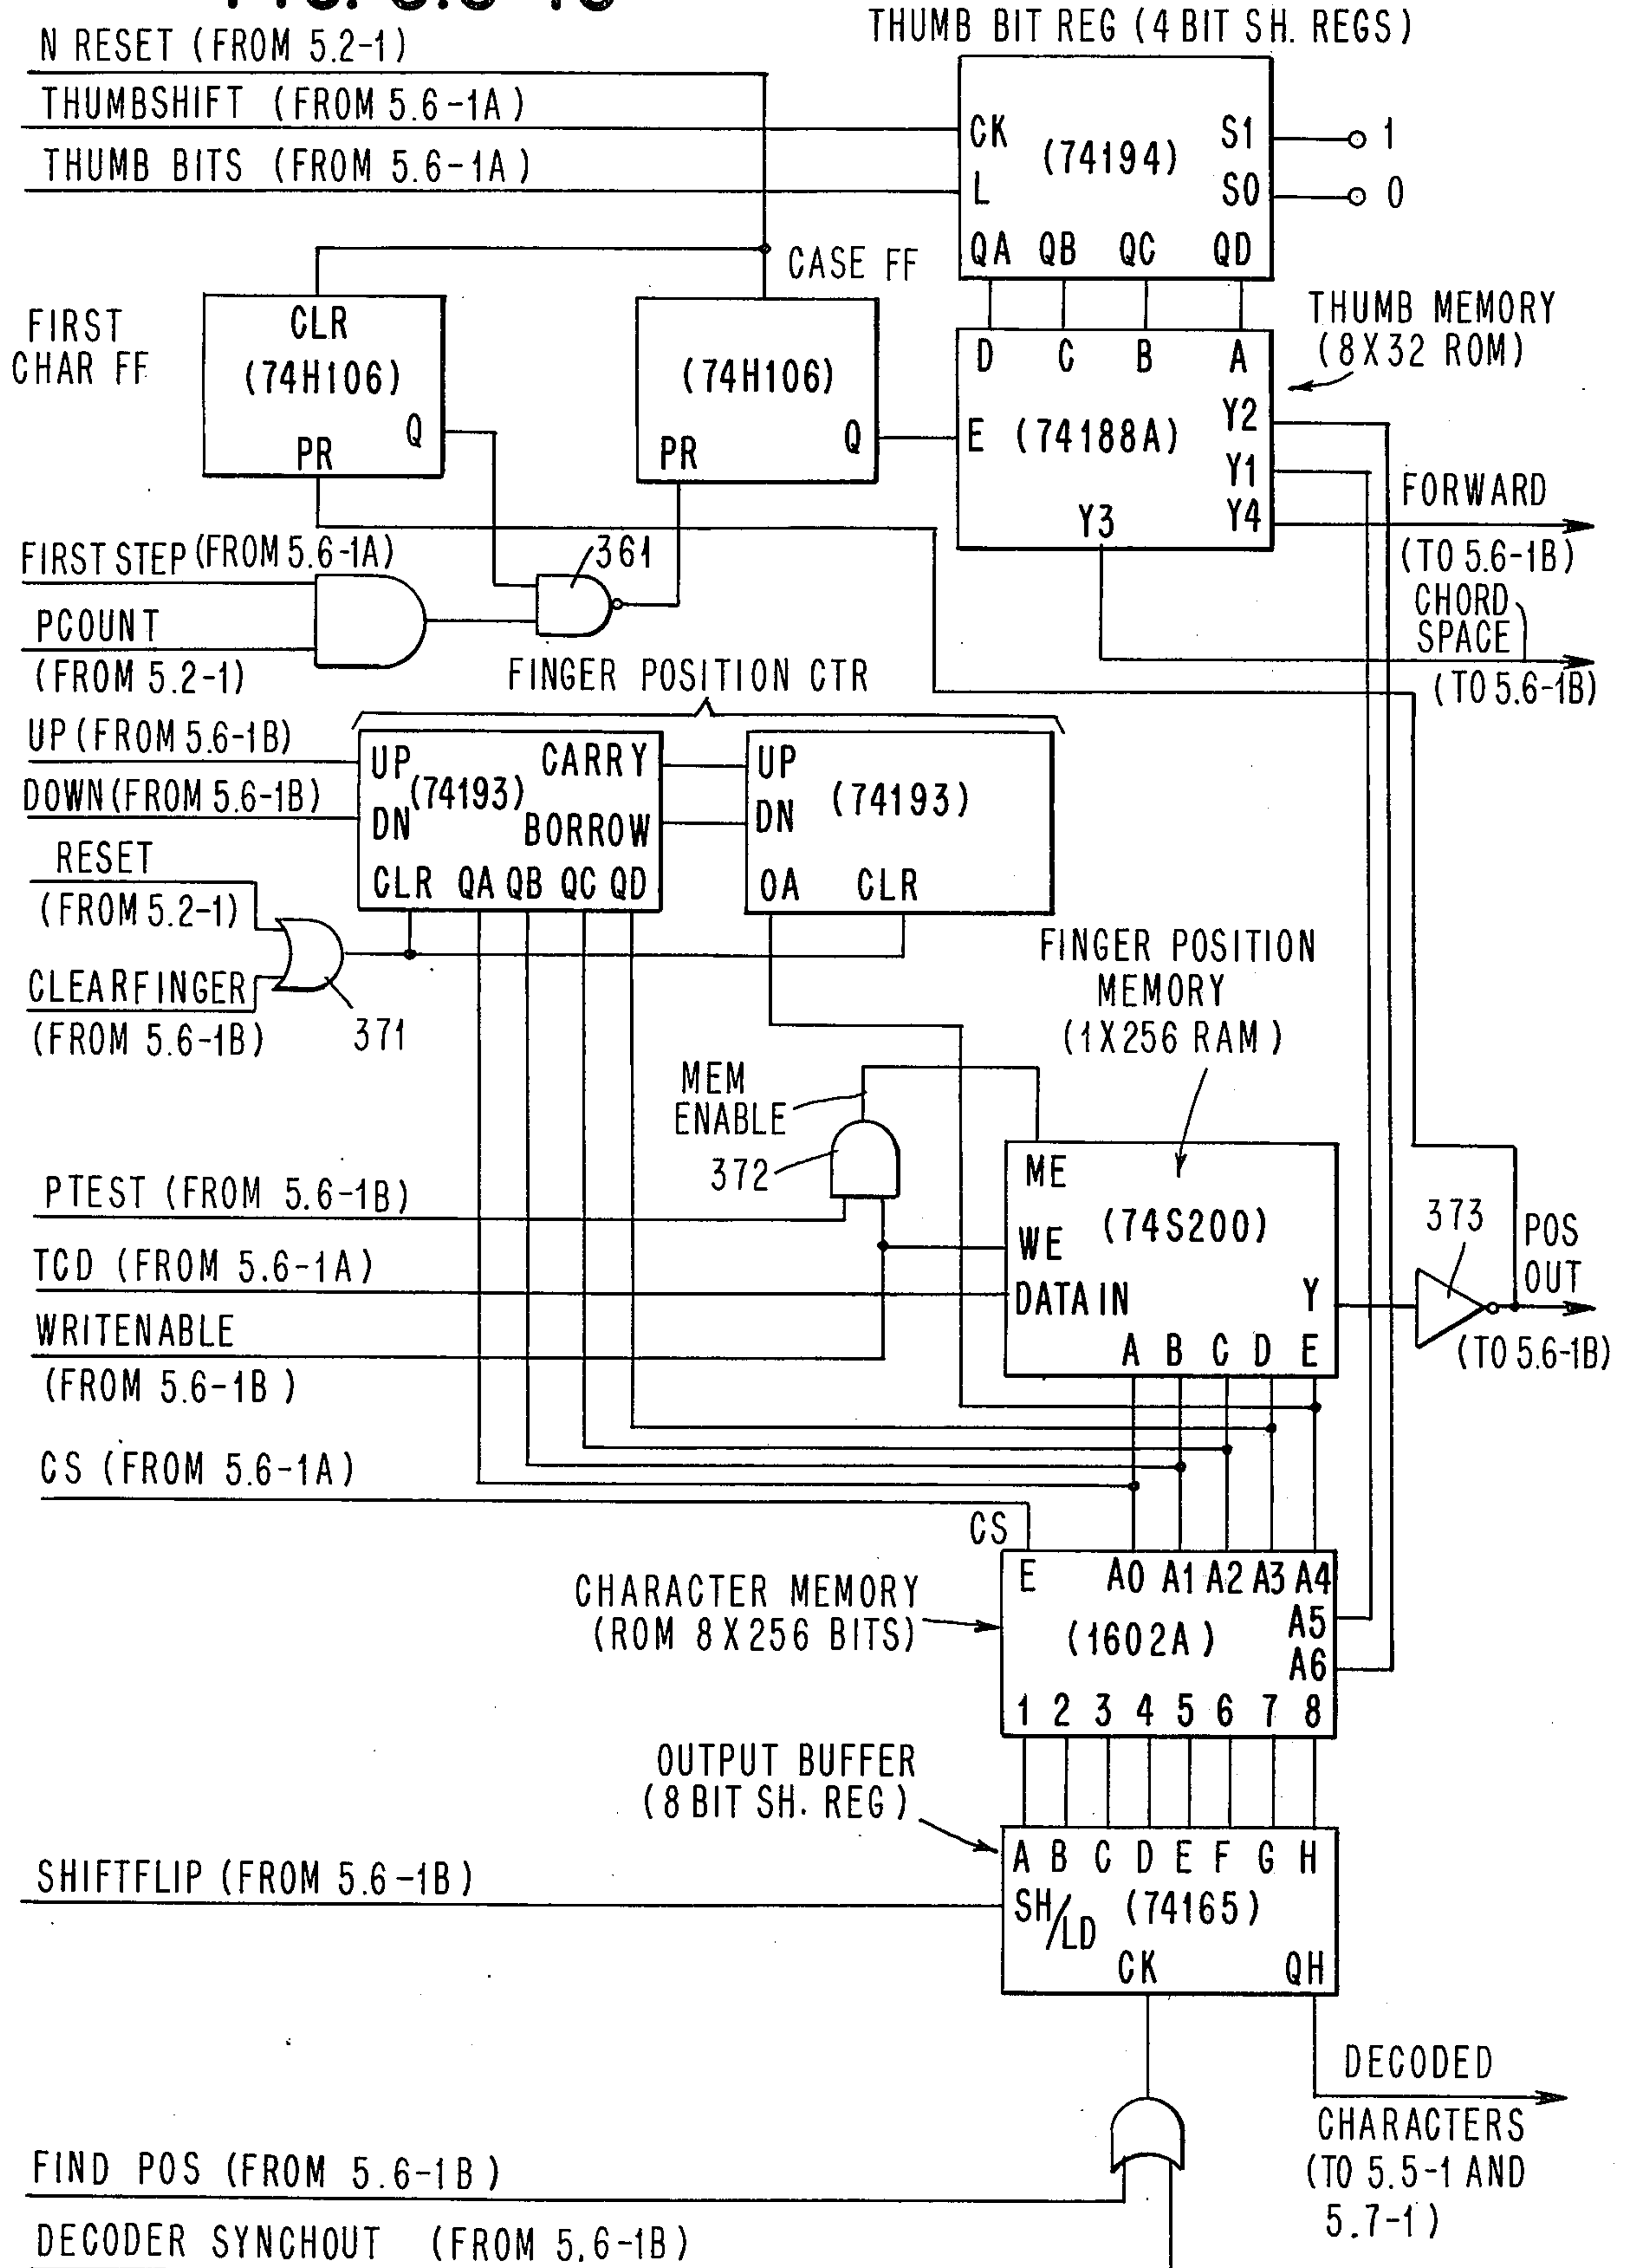 THUMB BIT REG (4 BIT SH. REGS)
N RESET (FROM 5.2-1)
THUMBSHIFT (FROM 5.6-1A)
THUMB BITS (FROM 5.6-1A)
CK
L
(74194)
S1
1
S0
0
QA QB QC QD
CASE FF
FIRST
CHAR FF
CLR
(74H106)
Q
PR
(74H106)
Q
PR
THUMB MEMORY
(8X32 ROM)
D C B A
E (74188A)
Y2
Y1
Y4
Y3
FORWARD
(TO 5.6-1B)
CHORD
SPACE
(TO 5.6-1B)
FIRST STEP (FROM 5.6-1A)
PCOUNT
(FROM 5.2-1)
361
FINGER POSITION CTR
UP (FROM 5.6-1B)
DOWN (FROM 5.6-1B)
UP
(74193)
CARRY
DN
BORROW
CLR QA QB QC QD
UP
(74193)
DN
OA CLR
RESET
(FROM 5.2-1)
CLEARFINGER
(FROM 5.6-1B)
371
FINGER POSITION
MEMORY
(1X256 RAM)
MEM
ENABLE
372
PTEST (FROM 5.6-1B)
TCD (FROM 5.6-1A)
WRITENABLE
(FROM 5.6-1B)
ME
(74S200)
WE
DATA IN
Y
A B C D E
373
POS
OUT
(TO 5.6-1B)
CS (FROM 5.6-1A)
CS
CHARACTER MEMORY
(ROM 8X256 BITS)
E A0 A1 A2 A3 A4
A5
(1602A)
A6
1 2 3 4 5 6 7 8
OUTPUT BUFFER
(8 BIT SH. REG)
A B C D E F G H
SH/LD
(74165)
CK
QH
SHIFTFLIP (FROM 5.6-1B)
DECODED
CHARACTERS
(TO 5.5-1 AND
5.7-1)
FIND POS (FROM 5.6-1B)
DECODER SYNCHOUT (FROM 5.6-1B)